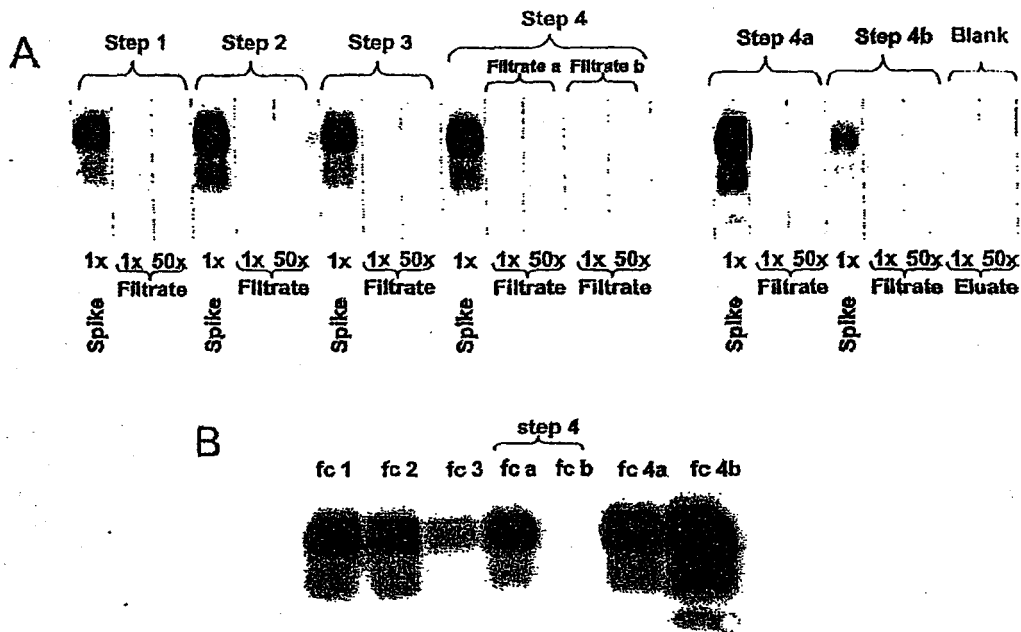 A
Step 1 Step 2 Step 3 Step 4 Step 4a Step 4b Blank
Filtrate a Filtrate b
1x 1x 50x 1x 1x 50x 1x 1x 50x 1x 1x 50x 1x 50x 1x 1x 50x 1x 1x 50x 1x 50x
Filtrate Filtrate Filtrate Filtrate Filtrate Filtrate Filtrate Eluate
Spike Spike Spike Spike Spike Spike
B
step 4
fc 1 fc 2 fc 3 fc a fc b fc 4a fc 4b